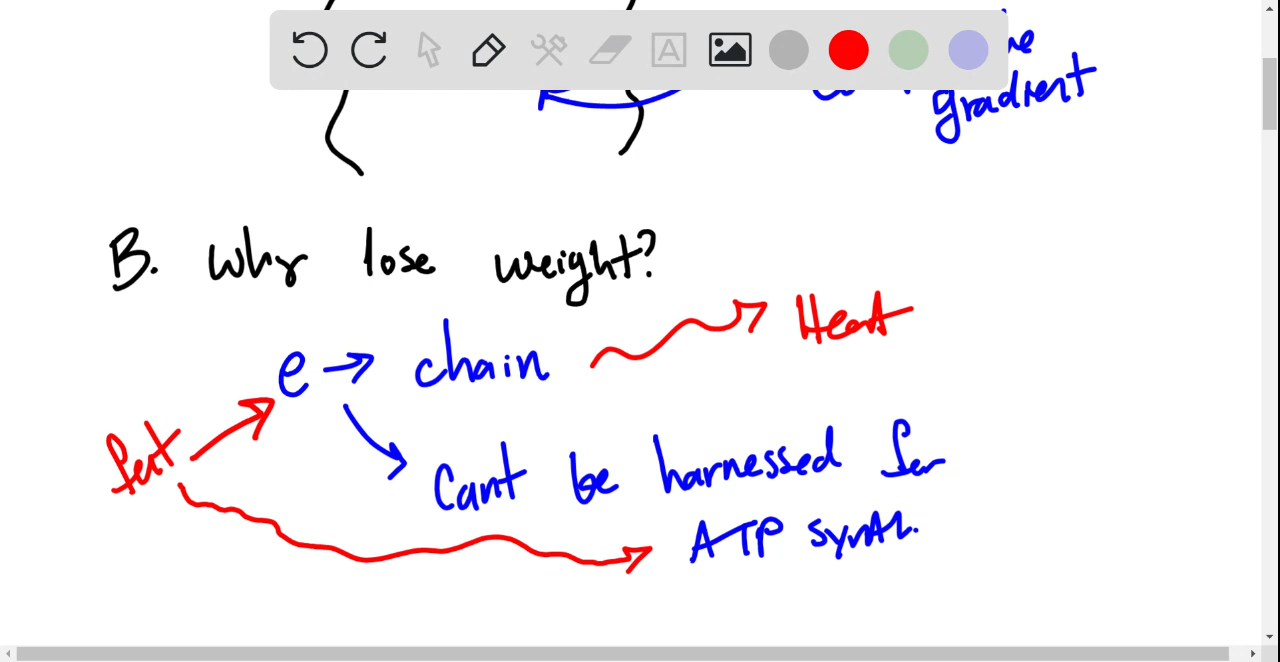 gradient
B. Why lose weight?
e → chain Heat
fat
Cant be harnessed for
ATP synth.